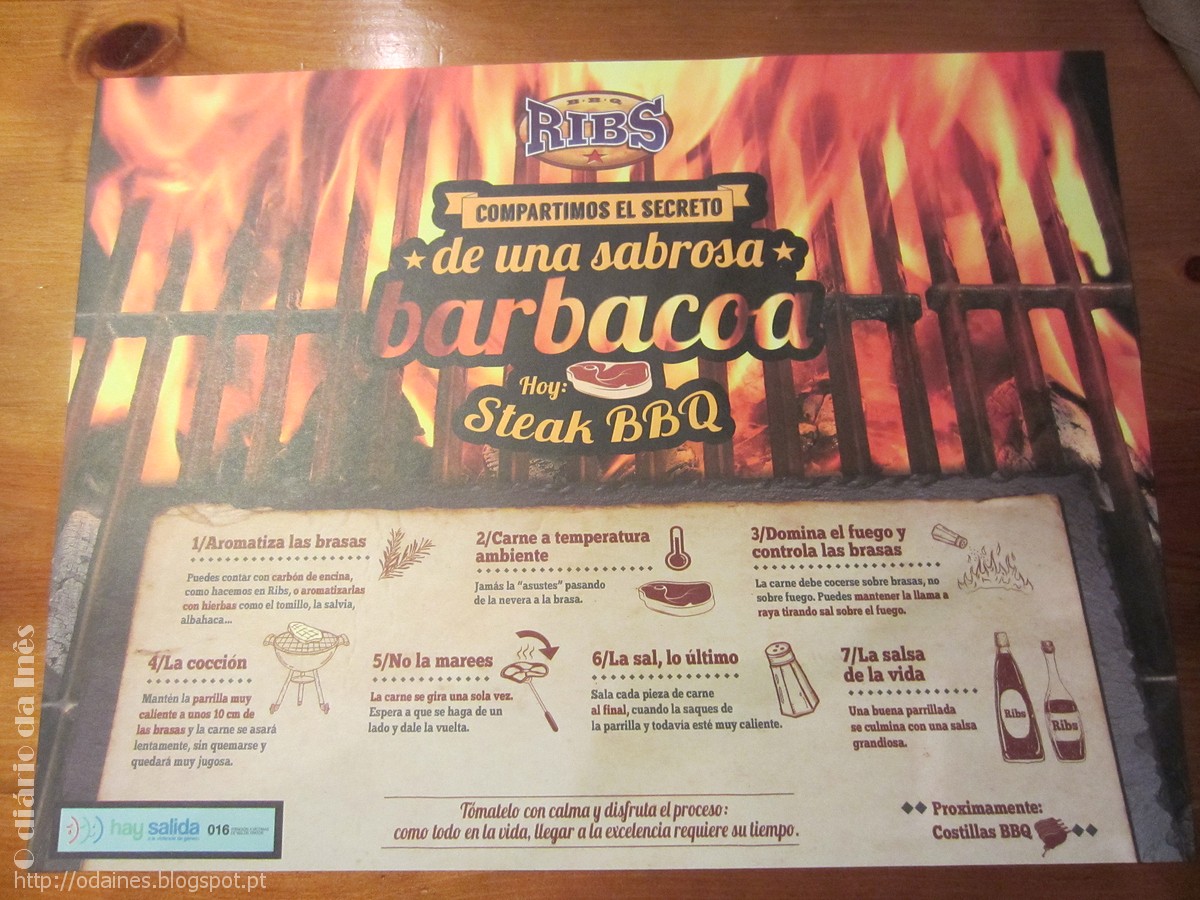 B·B·Q
RIBS
COMPARTIMOS EL SECRETO
de una sabrosa
barbacoa
Hoy:
Steak BBQ
1/Aromatiza las brasas
Puedes contar con carbón de encina,
como hacemos en Ribs, o aromatizarlas
con hierbas como el tomillo, la salvia,
albahaca...
2/Carne a temperatura
ambiente
Jamás la "asustes" pasando
de la nevera a la brasa.
3/Domina el fuego y
controla las brasas
La carne debe cocerse sobre brasas, no
sobre fuego. Puedes mantener la llama a
raya tirando sal sobre el fuego.
4/La cocción
Mantén la parrilla muy
caliente a unos 10 cm de
las brasas y la carne se asará
lentamente, sin quemarse y
quedará muy jugosa.
5/No la marees
La carne se gira una sola vez.
Espera a que se haga de un
lado y dale la vuelta.
6/La sal, lo último
Sala cada pieza de carne
al final, cuando la saques de
la parrilla y todavia esté muy caliente.
7/La salsa
de la vida
Una buena parrillada
se culmina con una salsa
grandiosa.
Ribs
Ribs
Tómatelo con calma y disfruta el proceso:
como todo en la vida, llegar a la excelencia requiere su tiempo.
Proximamente:
Costillas BBQ
hay salida
016
O diário da Inês
http://odaines.blogspot.pt